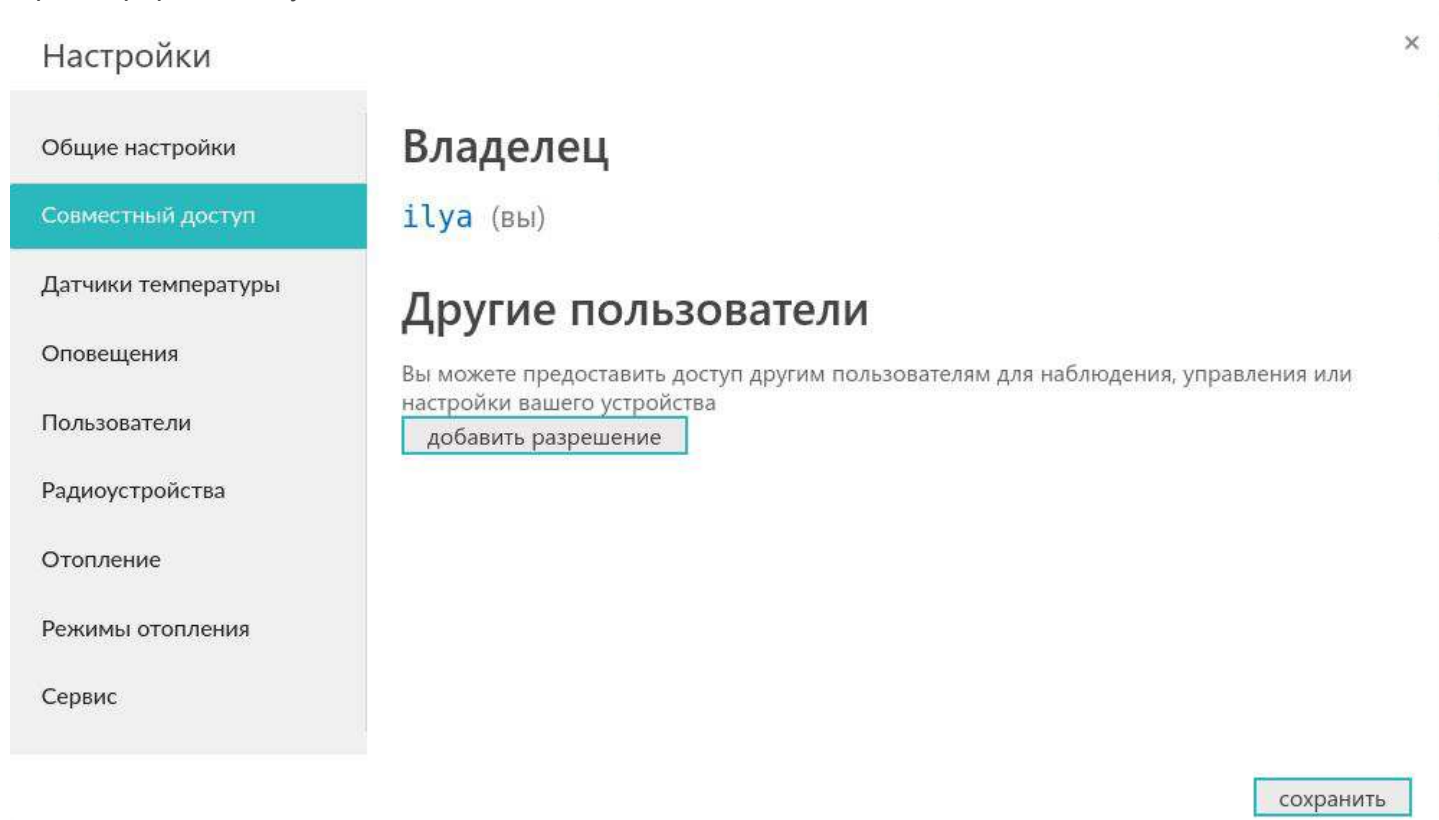 Настройки
×
Общие настройки
Совместный доступ
Датчики температуры
Оповещения
Пользователи
Радиоустройства
Отопление
Режимы отопления
Сервис
Владелец
ilya (вы)
Другие пользователи
Вы можете предоставить доступ другим пользователям для наблюдения, управления или
настройки вашего устройства
добавить разрешение
сохранить